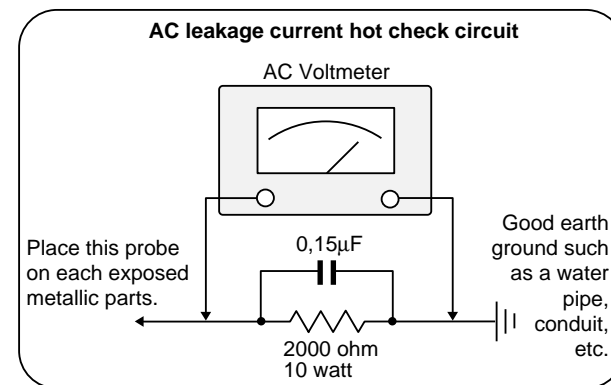 AC leakage current hot check circuit
AC Voltmeter
Place this probe
on each exposed
metallic parts.
0,15µF
2000 ohm
10 watt
Good earth
ground such
as a water
pipe,
conduit,
etc.